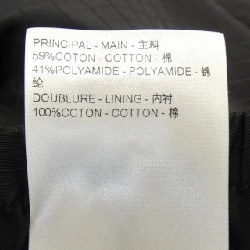 PRINCIPAL - MAIN - 主料
59%COTON - COTTON - 棉
41%POLYAMIDE - POLYAMIDE - 锦
纶
DOUBLURE - LINING - 内衬
100%COTON - COTTON - 棉